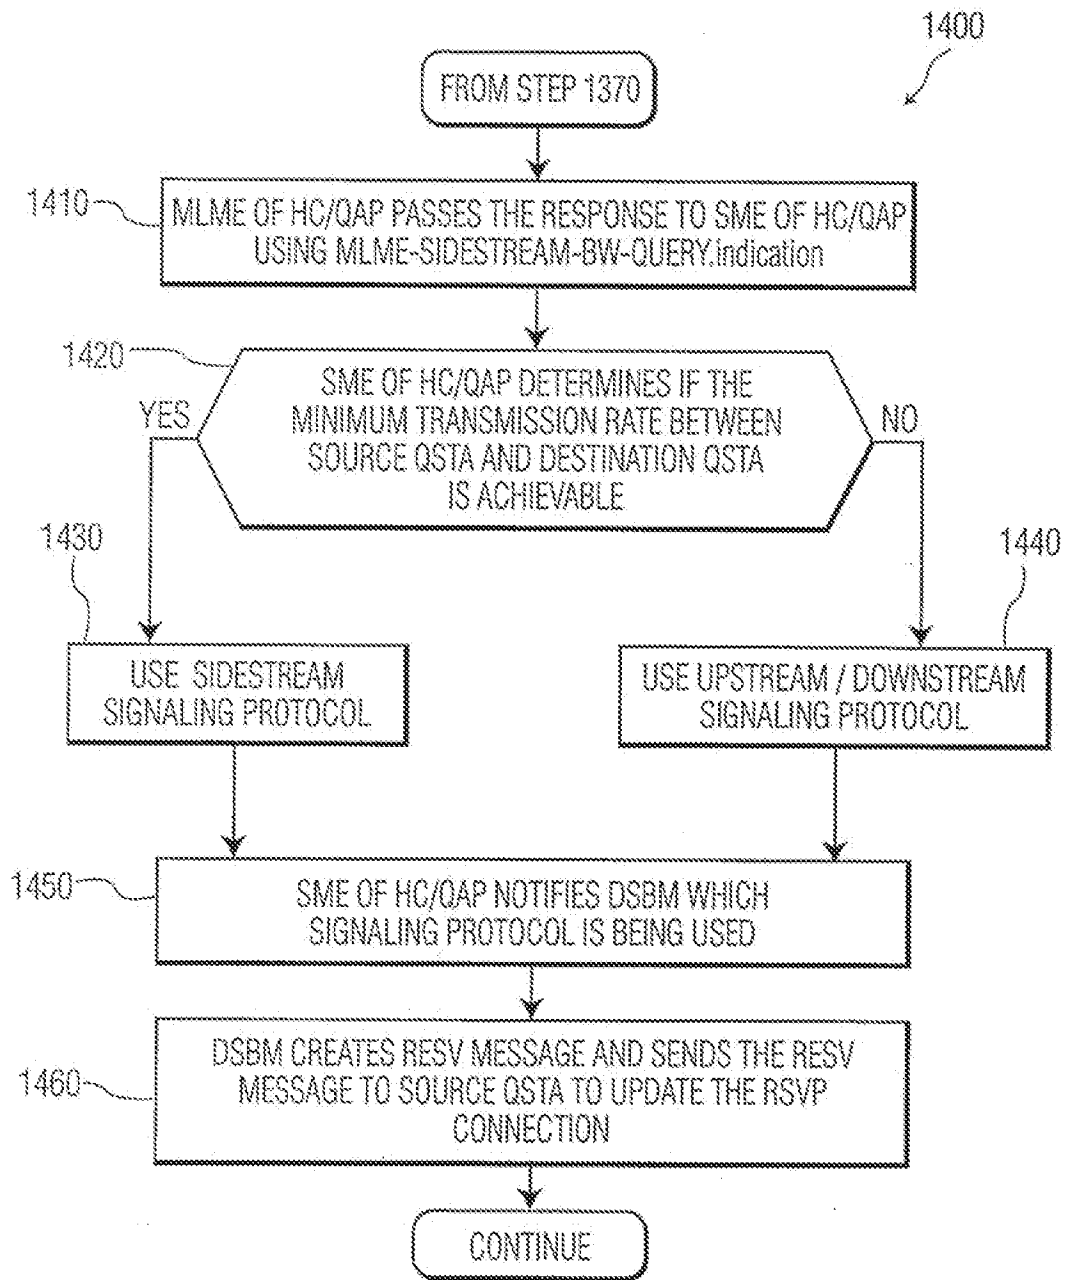 1400
FROM STEP 1370
1410
MLME OF HC/QAP PASSES THE RESPONSE TO SME OF HC/QAP
USING MLME-SIDESTREAM-BW-QUERY.indication
1420
SME OF HC/QAP DETERMINES IF THE
MINIMUM TRANSMISSION RATE BETWEEN
SOURCE QSTA AND DESTINATION QSTA
IS ACHIEVABLE
YES
NO
1430
1440
USE SIDESTREAM
SIGNALING PROTOCOL
USE UPSTREAM / DOWNSTREAM
SIGNALING PROTOCOL
1450
SME OF HC/QAP NOTIFIES DSBM WHICH
SIGNALING PROTOCOL IS BEING USED
1460
DSBM CREATES RESV MESSAGE AND SENDS THE RESV
MESSAGE TO SOURCE QSTA TO UPDATE THE RSVP
CONNECTION
CONTINUE